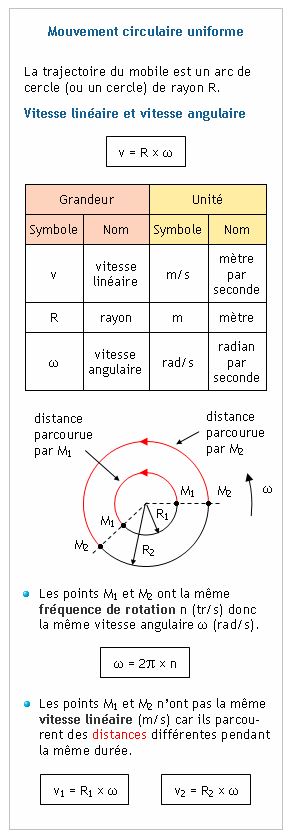 Mouvement circulaire uniforme
La trajectoire du mobile est un arc de
cercle (ou un cercle) de rayon R.
Vitesse linéaire et vitesse angulaire
v = R x ω
Grandeur Unité
Symbole Nom Symbole Nom
v vitesse linéaire m/s mètre par seconde
R rayon m mètre
ω vitesse angulaire rad/s radian par seconde
distance
parcourue
par M₁
distance
parcourue
par M₂
M₁ M₂ ω
M₁ R₁
M₂ R₂
Les points M₁ et M₂ ont la même
fréquence de rotation n (tr/s) donc
la même vitesse angulaire ω (rad/s).
ω = 2π x n
Les points M₁ et M₂ n'ont pas la même
vitesse linéaire (m/s) car ils parcou-
rent des distances différentes pendant
la même durée.
v₁ = R₁ x ω v₂ = R₂ x ω